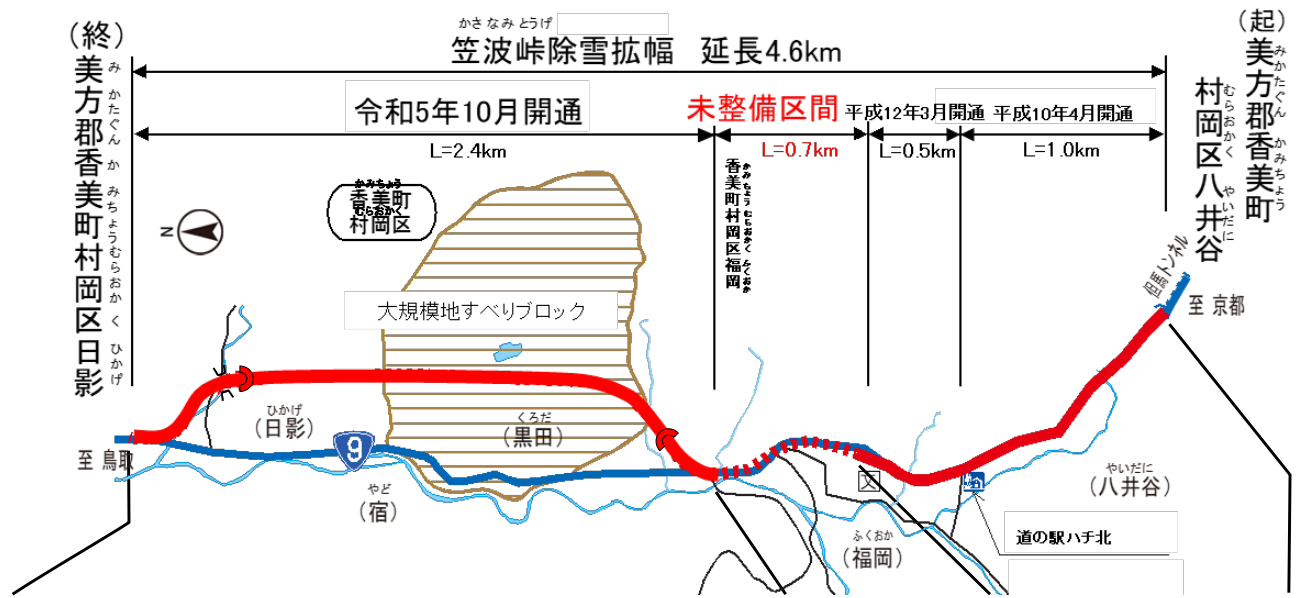 かさなみとうげ
笠波峠除雪拡幅 延長4.6km
(終)
美方郡香美町村岡区日影
みかたぐんかみちょうむらおかくひかげ
(起)
美方郡香美町
みかたぐん かみちょう
村岡区八井谷
むらおかく やいだに
令和5年10月開通
L=2.4km
未整備区間
L=0.7km
平成12年3月開通
L=0.5km
平成10年4月開通
L=1.0km
香美町村岡区福岡
かみちょう むらおかく ふくおか
かみちょう
香美町
むらおかく
村岡区
N
大規模地すべりブロック
但馬トンネル
至 京都
ひかげ
(日影)
9
くろだ
(黒田)
至 鳥取
やど
(宿)
文
やいだに
(八井谷)
道の駅ハチ北
ふくおか
(福岡)